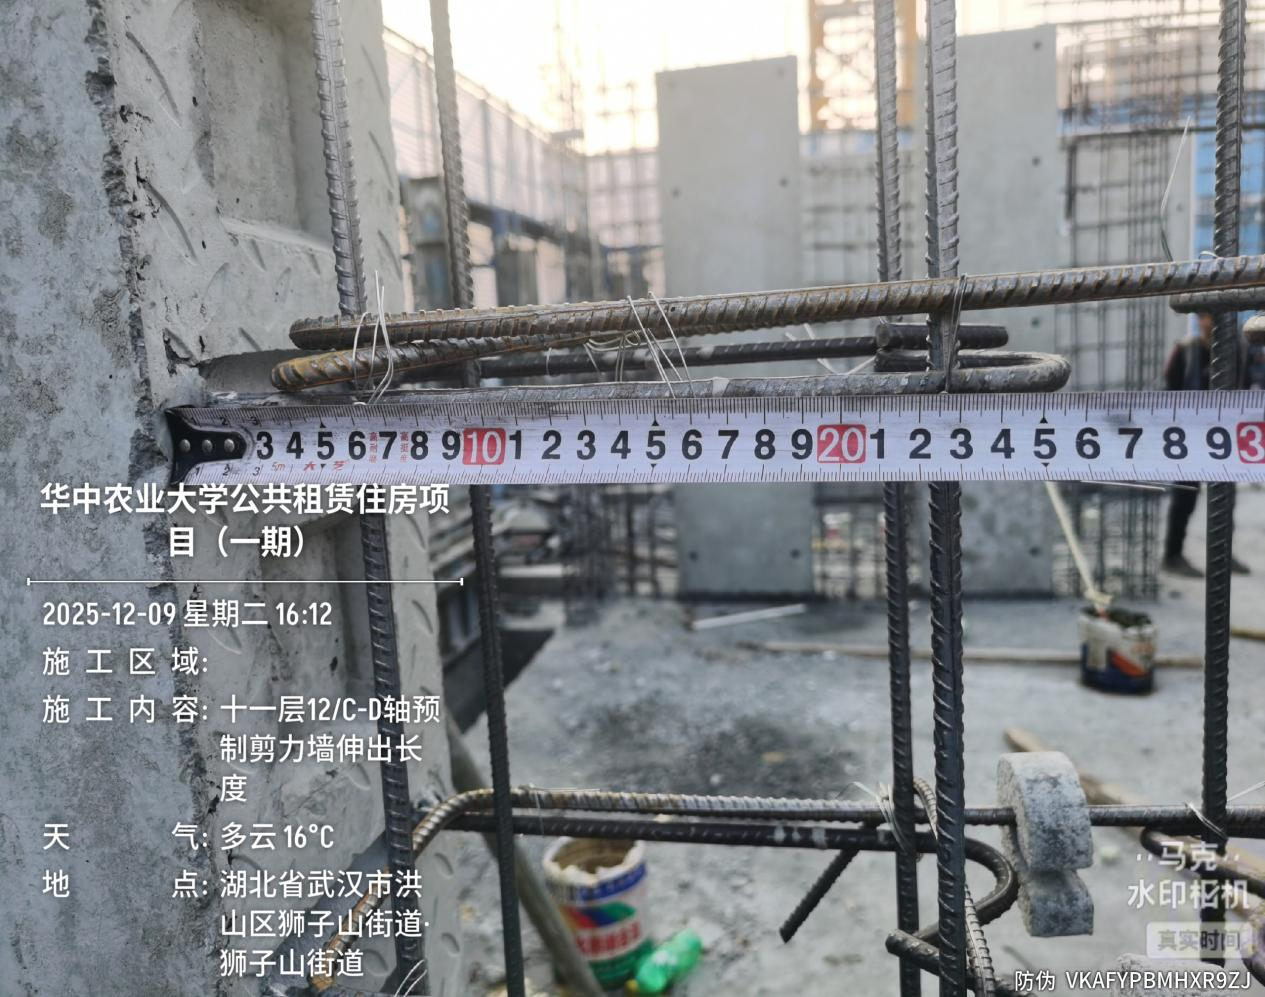 2 3
3 4 5 6 7 8 9 10 1 2 3 4 5 6 7 8 9 20 1 2 3 4 5 6 7 8 9 3
1 2 3 5m
华中农业大学公共租赁住房项
目（一期）
2025-12-09 星期二 16:12
施工区域:
施工内容: 十一层12/C-D轴预
制剪力墙伸出长
度
天气: 多云 16°C
地点: 湖北省武汉市洪
山区狮子山街道·
狮子山街道
马克
水印相机
真实时间
防伪 VKAFYPBMHXR9ZJ